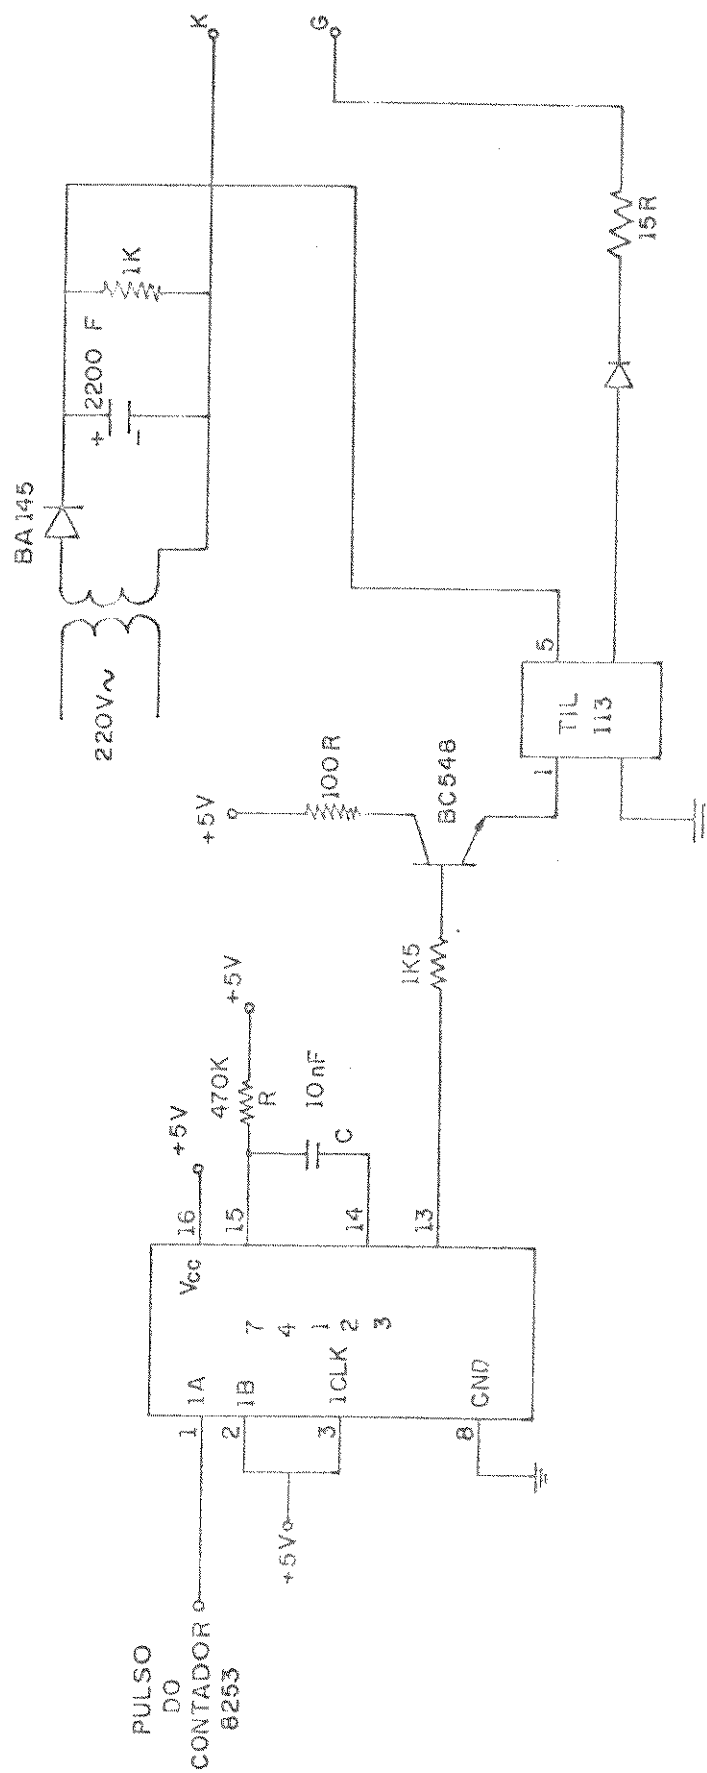 PULSO
DO
CONTADOR
8253
+5V
1
2
3
8
1A
1B
1CLK
GND
7
4
1
2
3
Vcc
16
15
14
13
+5V
470K
R
+5V
10nF
C
1K5
+5V
100R
BC548
1
TIL
113
5
220V~
BA145
+
-
2200 F
1K
K
G
15R